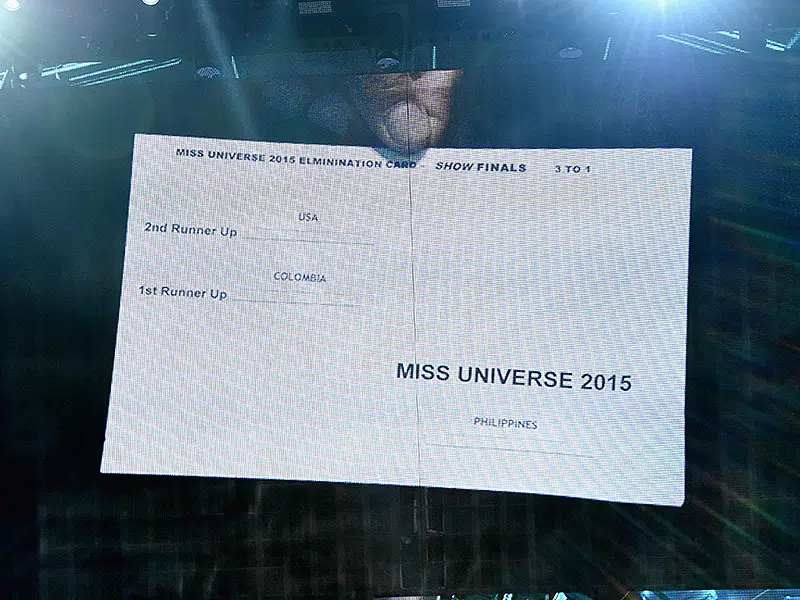 MISS UNIVERSE 2015 ELMININATION CARD - SHOW FINALS 3 TO 1
USA
2nd Runner Up
COLOMBIA
1st Runner Up
MISS UNIVERSE 2015
PHILIPPINES